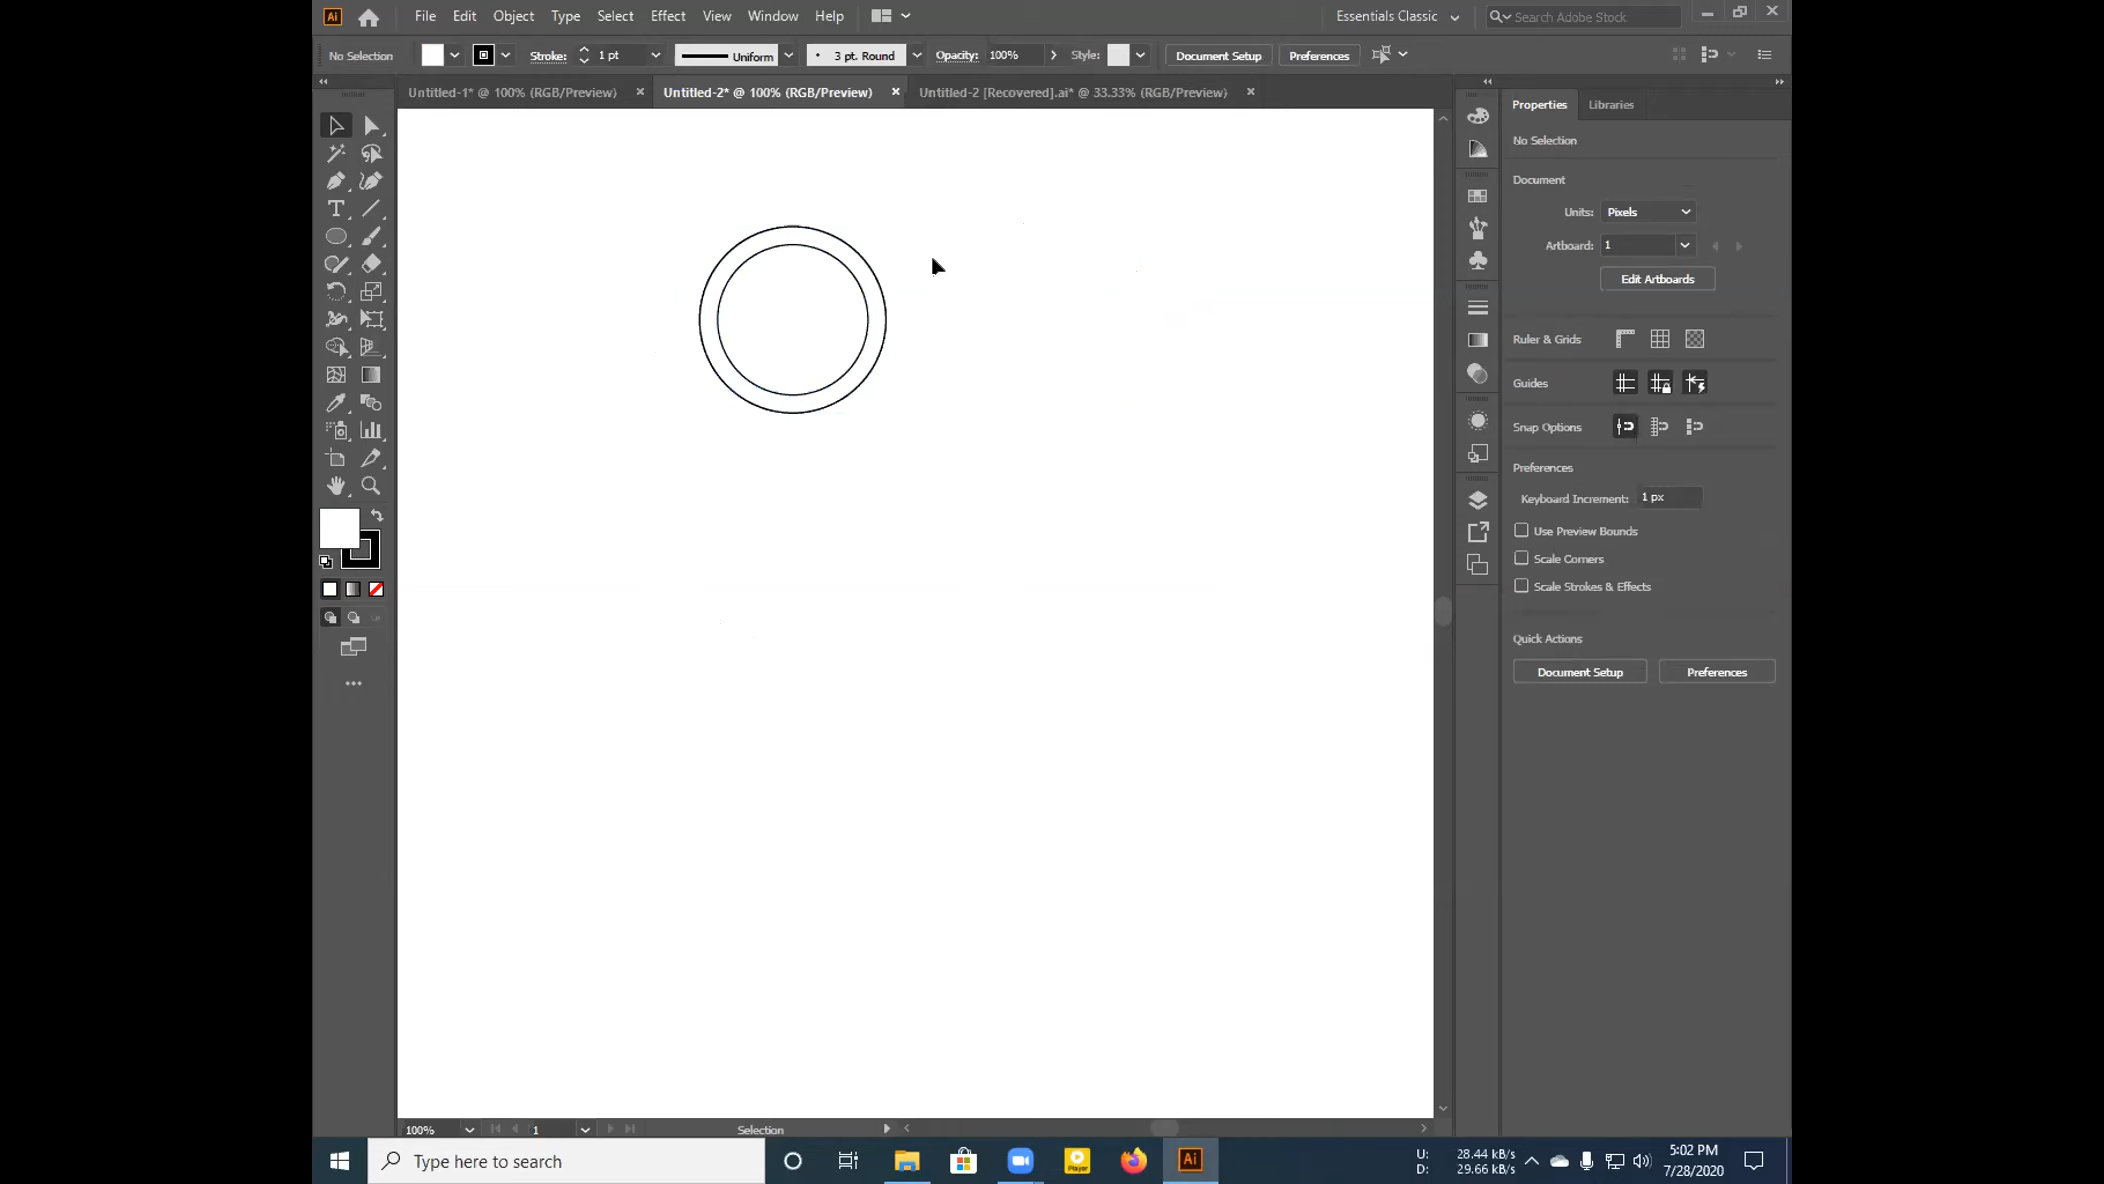 Ai File Edit Object Type Select Effect View Window Help Essentials Classic Search Adobe Stock
No Selection Stroke: 1 pt Uniform 3 pt. Round Opacity: 100% Style: Document Setup Preferences
Untitled-1* @ 100% (RGB/Preview) × Untitled-2* @ 100% (RGB/Preview) × Untitled-2 [Recovered].ai* @ 33.33% (RGB/Preview) ×
Properties Libraries
No Selection
Document
Units: Pixels
Artboard: 1
Edit Artboards
Ruler & Grids
Guides
Snap Options
Preferences
Keyboard Increment: 1 px
Use Preview Bounds
Scale Corners
Scale Strokes & Effects
Quick Actions
Document Setup Preferences
100% 1 Selection
Type here to search
Player
Ai
U: 28.44 kB/s
D: 29.66 kB/s
5:02 PM
7/28/2020